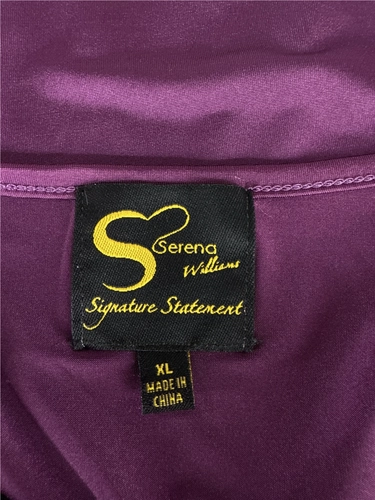 Serena
Williams
Signature Statement
XL
MADE IN
CHINA